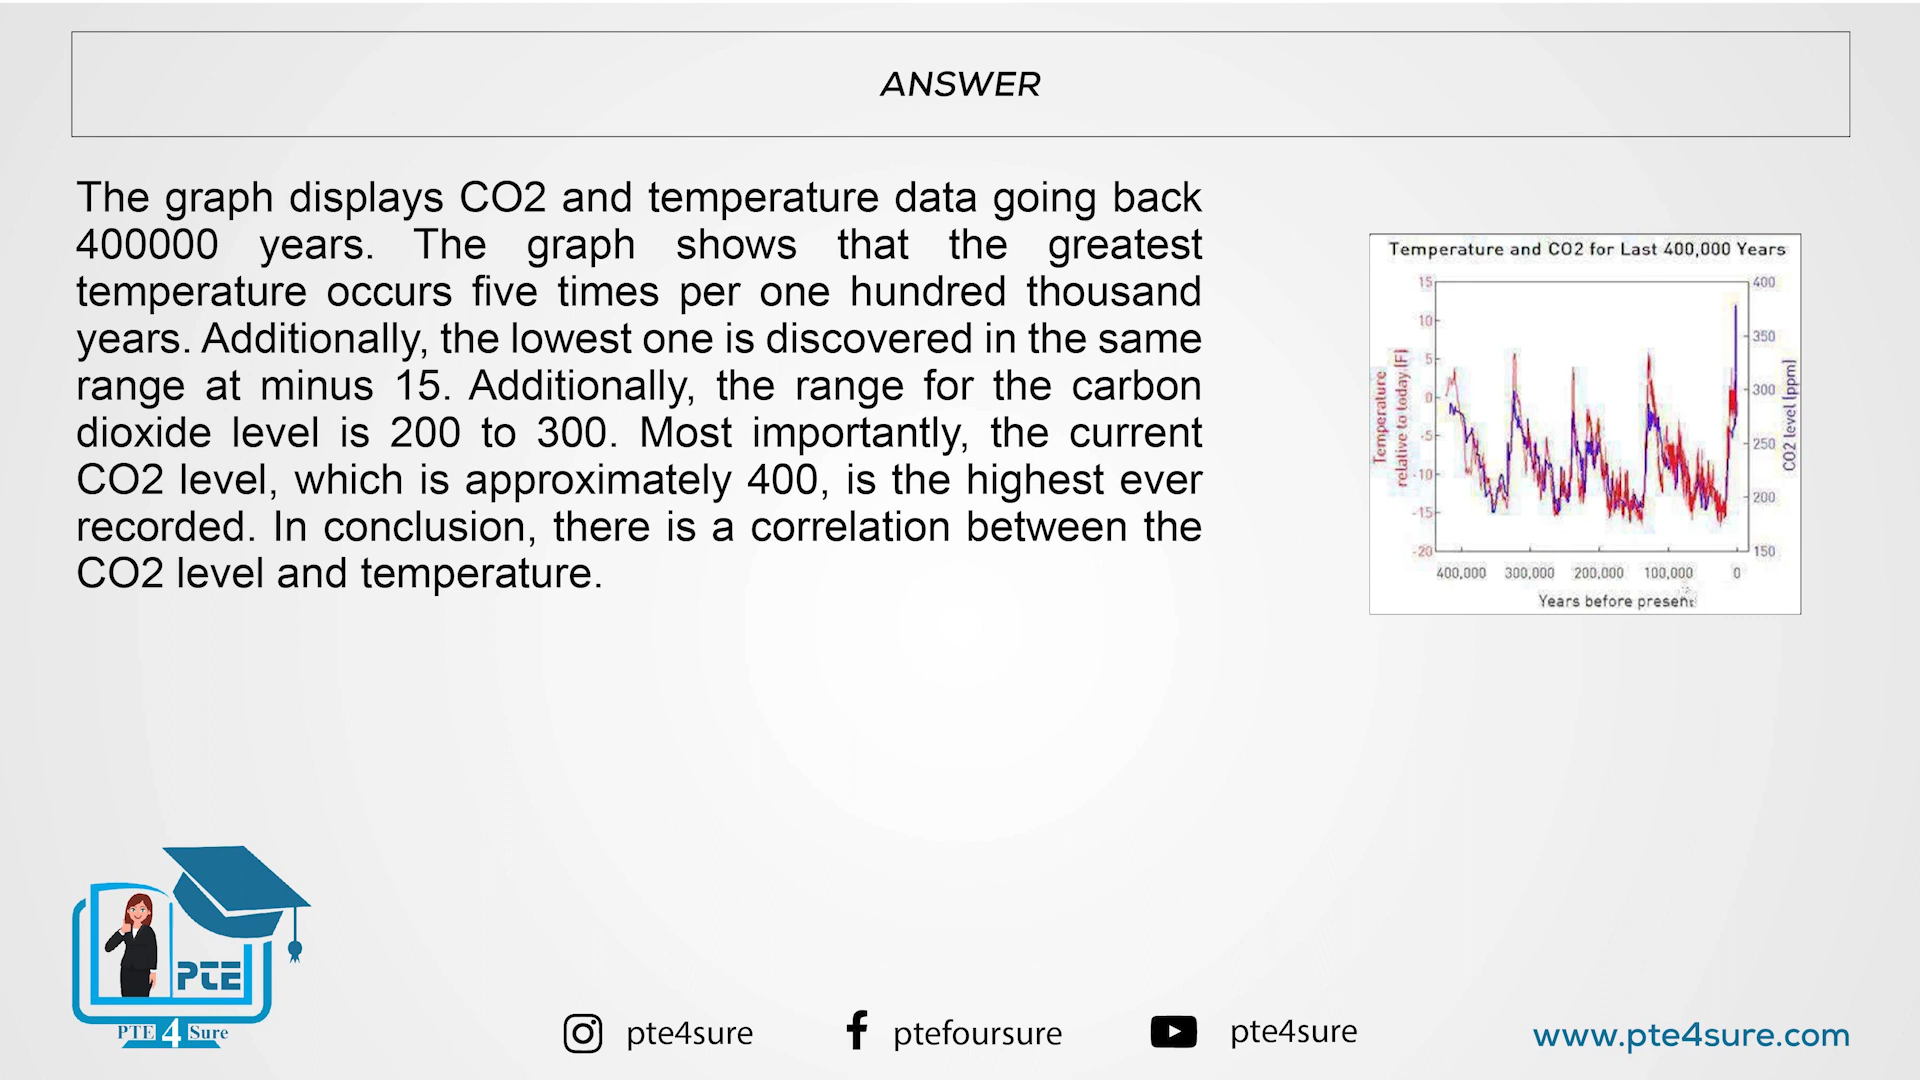 ANSWER
The graph displays CO2 and temperature data going back
400000 years. The graph shows that the greatest
temperature occurs five times per one hundred thousand
years. Additionally, the lowest one is discovered in the same
range at minus 15. Additionally, the range for the carbon
dioxide level is 200 to 300. Most importantly, the current
CO2 level, which is approximately 400, is the highest ever
recorded. In conclusion, there is a correlation between the
CO2 level and temperature.
Temperature and CO2 for Last 400,000 Years
Temperature
relative to today [F]
15
10
5
0
-5
-10
-15
-20
400
350
300
250
200
150
CO2 level [ppm]
400,000 300,000 200,000 100,000 0
Years before present
PTE
PTE 4 Sure
pte4sure
ptefoursure
pte4sure
www.pte4sure.com